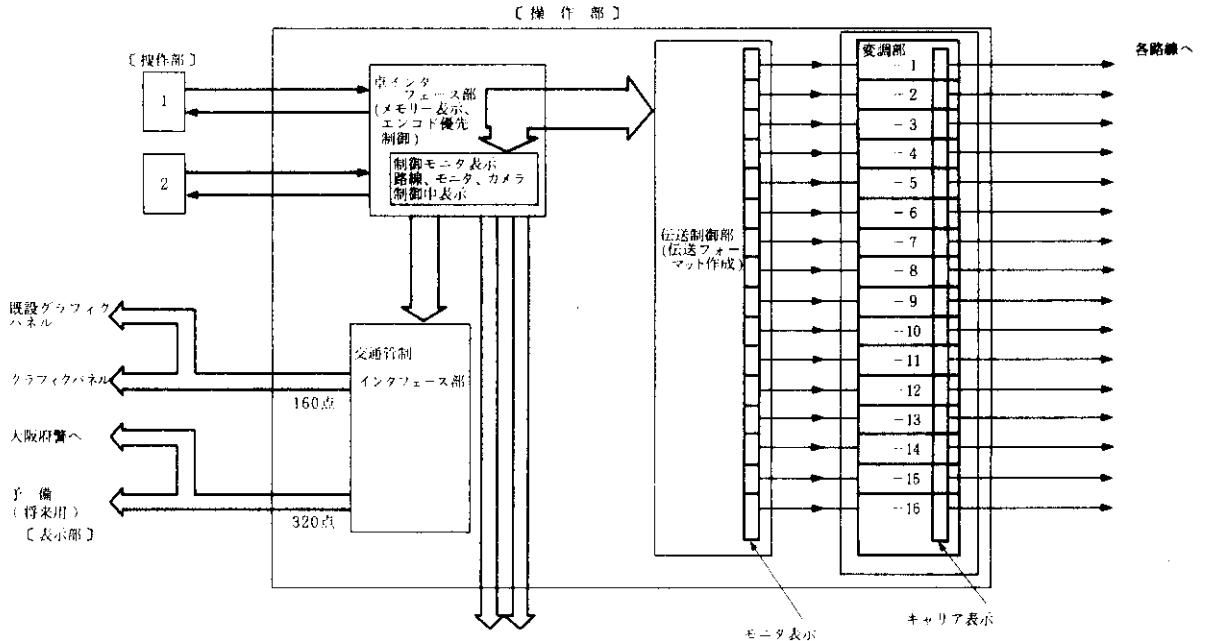 〔操作部〕
〔操作部〕
1
2
卓インタ
フェース部
(メモリー表示、
エンコド優先
制御)
制御モニタ表示
路線、モニタ、カメラ
制御中表示
既設グラフィク
パネル
グラフィクパネル
大阪府警へ
予備
(将来用)
〔表示部〕
交通管制
インタフェース部
160点
320点
伝送制御部
(伝送フォー
マット作成)
変調部
-1
-2
-3
-4
-5
-6
-7
-8
-9
-10
-11
-12
-13
-14
-15
-16
各路線へ
モニタ表示
キャリア表示